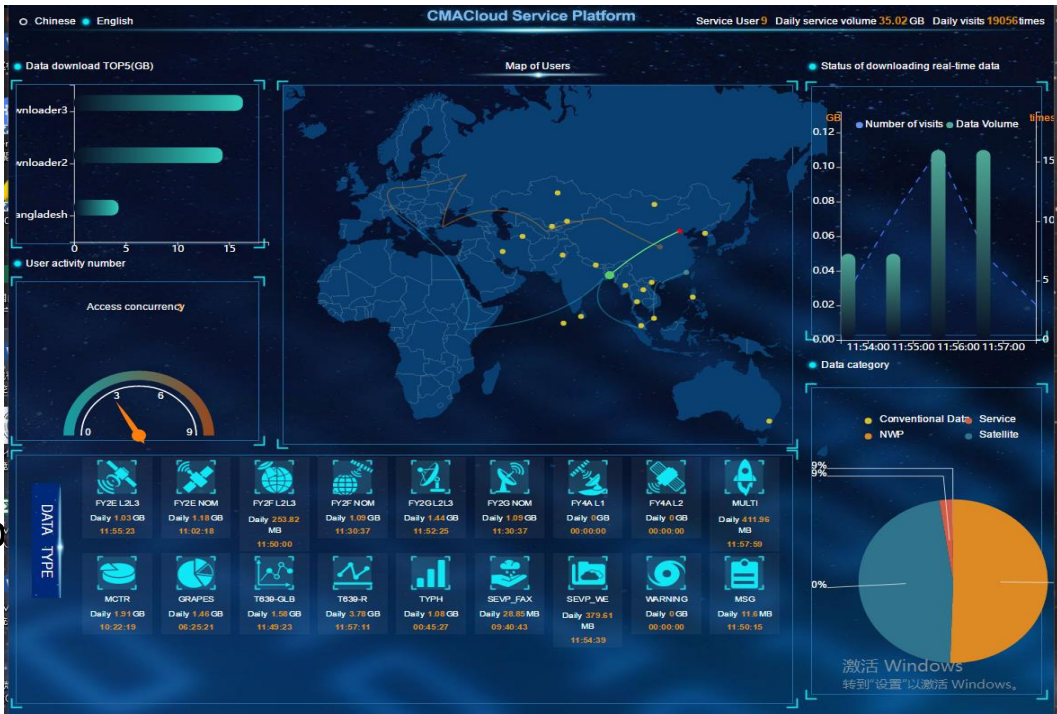 Chinese English
CMACloud Service Platform
Service User 9 Daily service volume 35.02 GB Daily visits 19056 times
Data download TOP5(GB)
wnloader3
wnloader2
angladesh
0 5 10 15
User activity number
Access concurrency
0 3 6 9
Map of Users
Status of downloading real-time data
GB times
Number of visits Data Volume
0.12
0.10
0.08
0.06
0.04
0.02
0.00
15
10
5
0
11:54:00 11:55:00 11:56:00 11:57:00
Data category
Conventional Data Service
NWP Satellite
9%
9%
0%
DATA TYPE
FY2E L2L3
Daily 1.03 GB
11:55:23
FY2E NOM
Daily 1.18 GB
11:02:18
FY2F L2L3
Daily 253.82
MB
11:50:00
FY2F NOM
Daily 1.09 GB
11:30:37
FY2G L2L3
Daily 1.44 GB
11:52:25
FY2G NOM
Daily 1.09 GB
11:30:37
FY4A L1
Daily 0 GB
00:00:00
FY4A L2
Daily 0 GB
00:00:00
MULTI
Daily 411.96
MB
11:57:59
MCTR
Daily 1.91 GB
10:22:19
GRAPES
Daily 1.46 GB
06:25:21
T639-GLB
Daily 1.58 GB
11:49:23
T639-R
Daily 3.78 GB
11:57:11
TYPH
Daily 1.08 GB
00:45:27
SEVP_FAX
Daily 28.85 MB
09:40:43
SEVP_WE
Daily 379.61
MB
11:54:39
WARNING
Daily 0 GB
00:00:00
MSG
Daily 11.6 MB
11:50:15
激活 Windows
转到"设置"以激活 Windows。